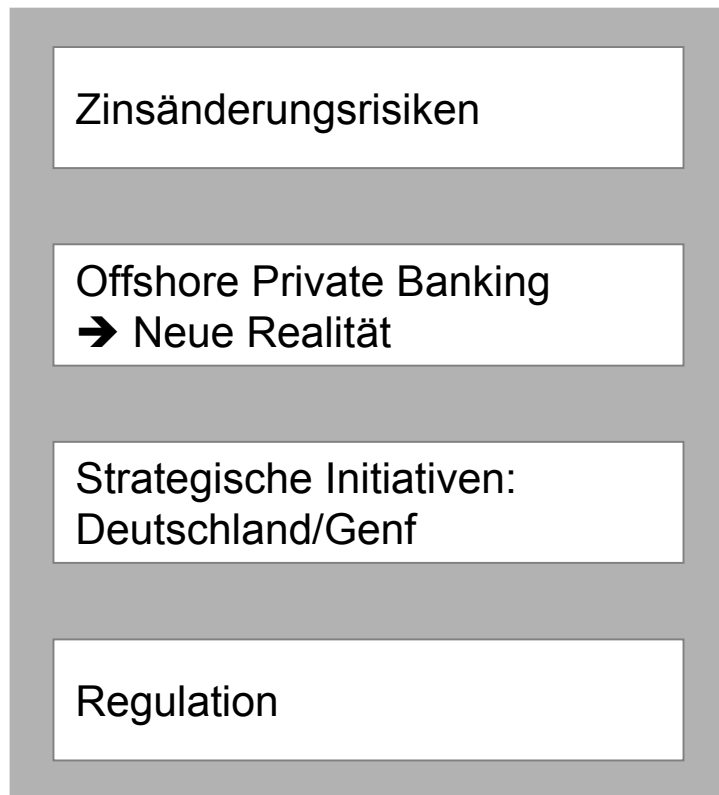 Zinsänderungsrisiken
Offshore Private Banking
➔ Neue Realität
Strategische Initiativen:
Deutschland/Genf
Regulation